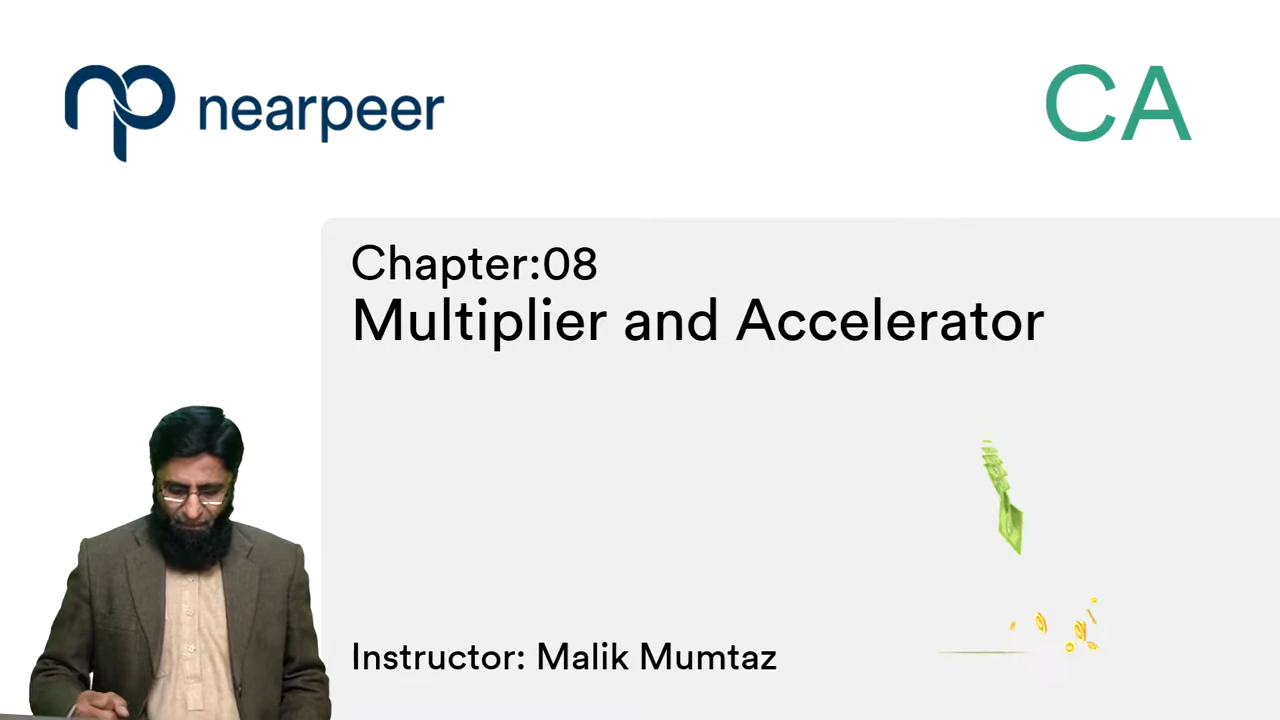 nearpeer
CA
Chapter:08
Multiplier and Accelerator
Instructor: Malik Mumtaz